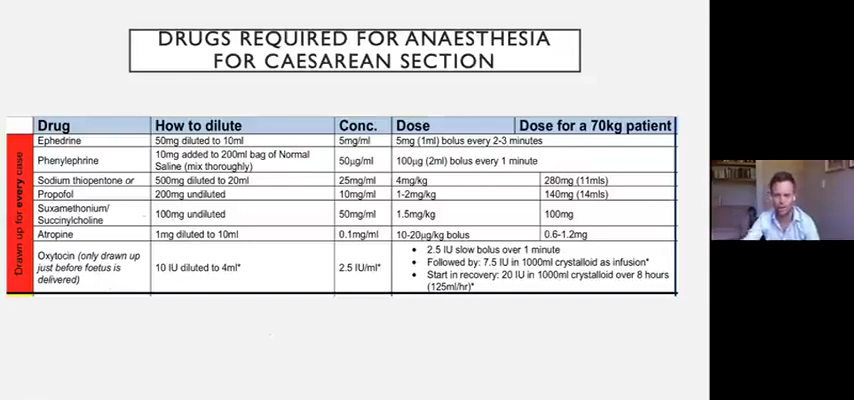 DRUGS REQUIRED FOR ANAESTHESIA
FOR CAESAREAN SECTION
Drug How to dilute Conc. Dose Dose for a 70kg patient
Drawn up for every case
Ephedrine 50mg diluted to 10ml 5mg/ml 5mg (1ml) bolus every 2-3 minutes
Phenylephrine 10mg added to 200ml bag of Normal
Saline (mix thoroughly) 50µg/ml 100µg (2ml) bolus every 1 minute
Sodium thiopentone or 500mg diluted to 20ml 25mg/ml 4mg/kg 280mg (11mls)
Propofol 200mg undiluted 10mg/ml 1-2mg/kg 140mg (14mls)
Suxamethonium/
Succinylcholine 100mg undiluted 50mg/ml 1.5mg/kg 100mg
Atropine 1mg diluted to 10ml 0.1mg/ml 10-20µg/kg bolus 0.6-1.2mg
Oxytocin (only drawn up
just before foetus is
delivered) 10 IU diluted to 4ml* 2.5 IU/ml*
• 2.5 IU slow bolus over 1 minute
• Followed by: 7.5 IU in 1000ml crystalloid as infusion*
• Start in recovery: 20 IU in 1000ml crystalloid over 8 hours
(125ml/hr)*